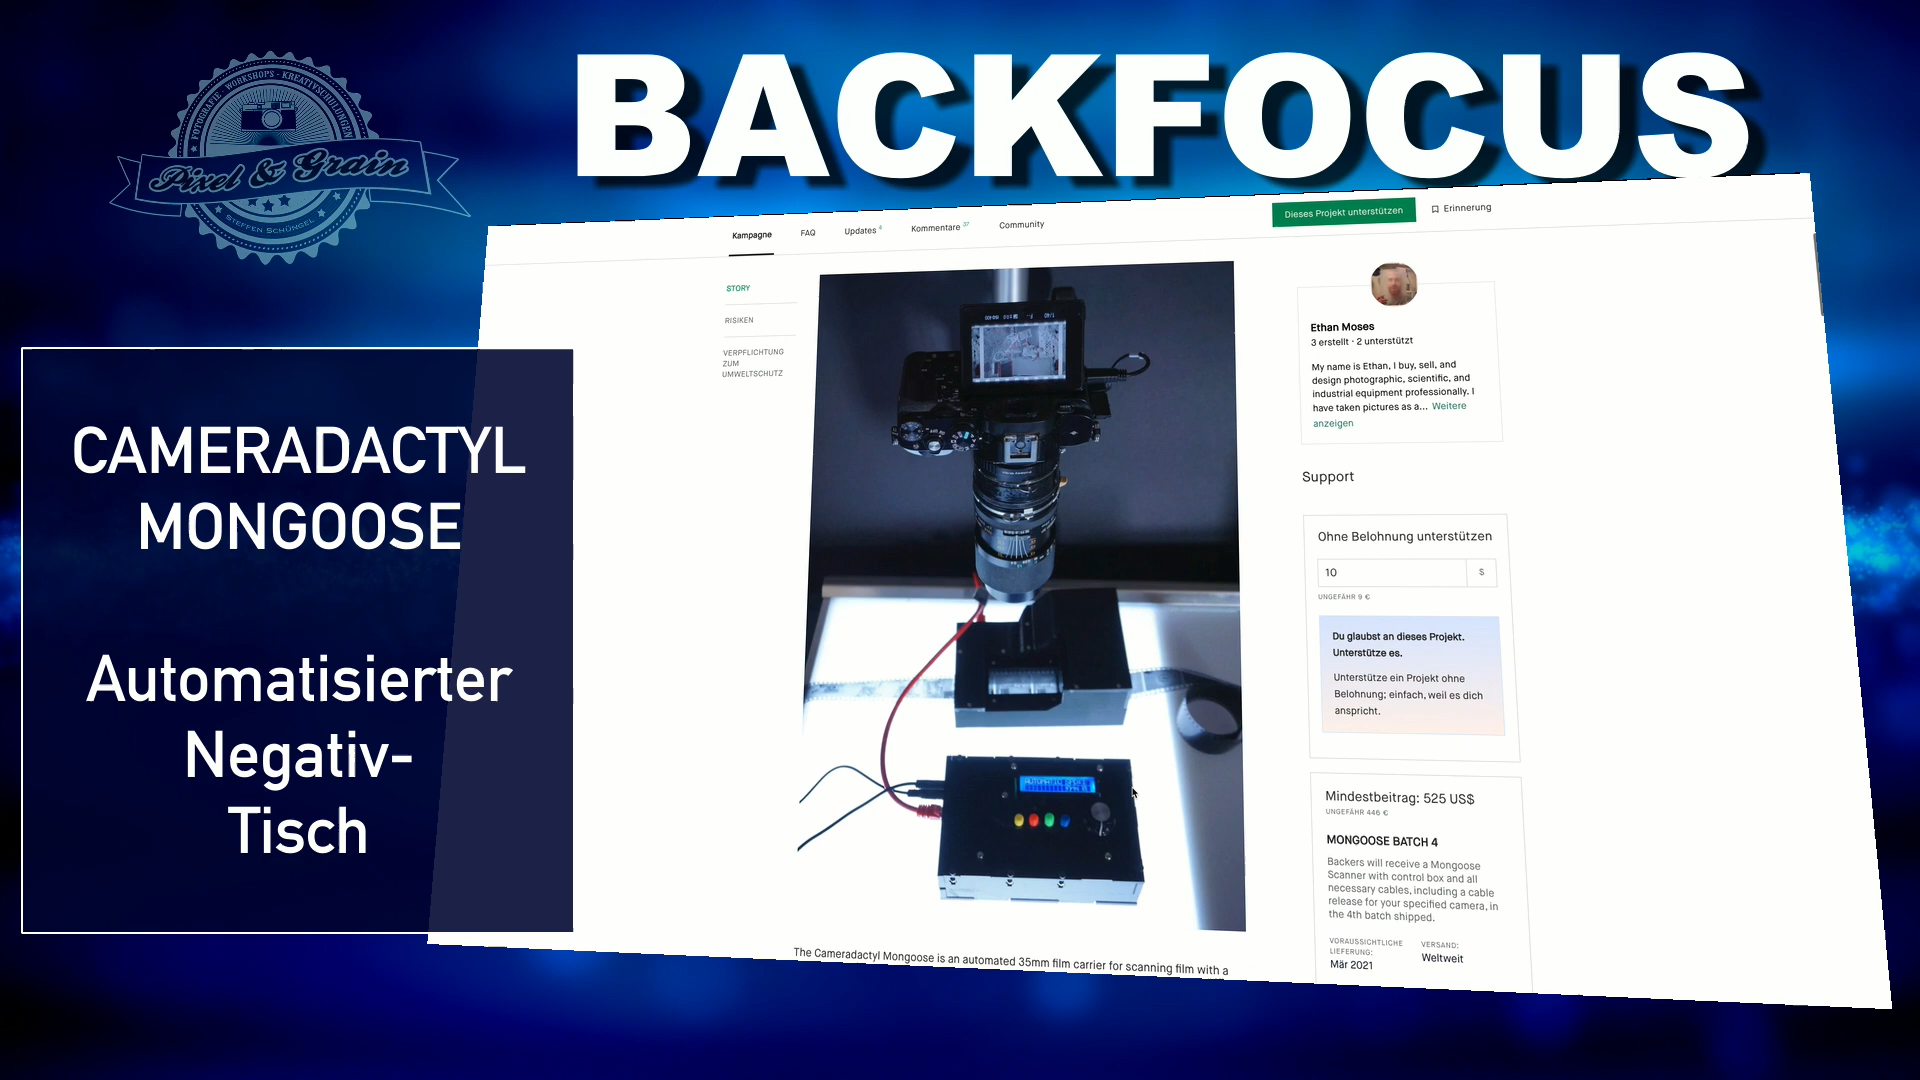 BACKFOCUS
FOTOGRAFIE · WORKSHOPS · KREATIVSCHULUNGEN
Pixel & Grain
STEFFEN SCHÜNGEL
Kampagne
FAQ
Updates 4
Kommentare 37
Community
Dieses Projekt unterstützen
Erinnerung
STORY
RISIKEN
VERPFLICHTUNG
ZUM
UMWELTSCHUTZ
CAMERADACTYL
MONGOOSE
Automatisierter
Negativ-
Tisch
1/40
The Cameradactyl Mongoose is an automated 35mm film carrier for scanning film with a
Ethan Moses
3 erstellt · 2 unterstützt
My name is Ethan, I buy, sell, and
design photographic, scientific, and
industrial equipment professionally. I
have taken pictures as a... Weitere
anzeigen
Support
Ohne Belohnung unterstützen
10 $
UNGEFÄHR 9 €
Du glaubst an dieses Projekt.
Unterstütze es.
Unterstütze ein Projekt ohne
Belohnung; einfach, weil es dich
anspricht.
Mindestbeitrag: 525 US$
UNGEFÄHR 446 €
MONGOOSE BATCH 4
Backers will receive a Mongoose
Scanner with control box and all
necessary cables, including a cable
release for your specified camera, in
the 4th batch shipped.
VORAUSSICHTLICHE
LIEFERUNG:
Mär 2021
VERSAND:
Weltweit